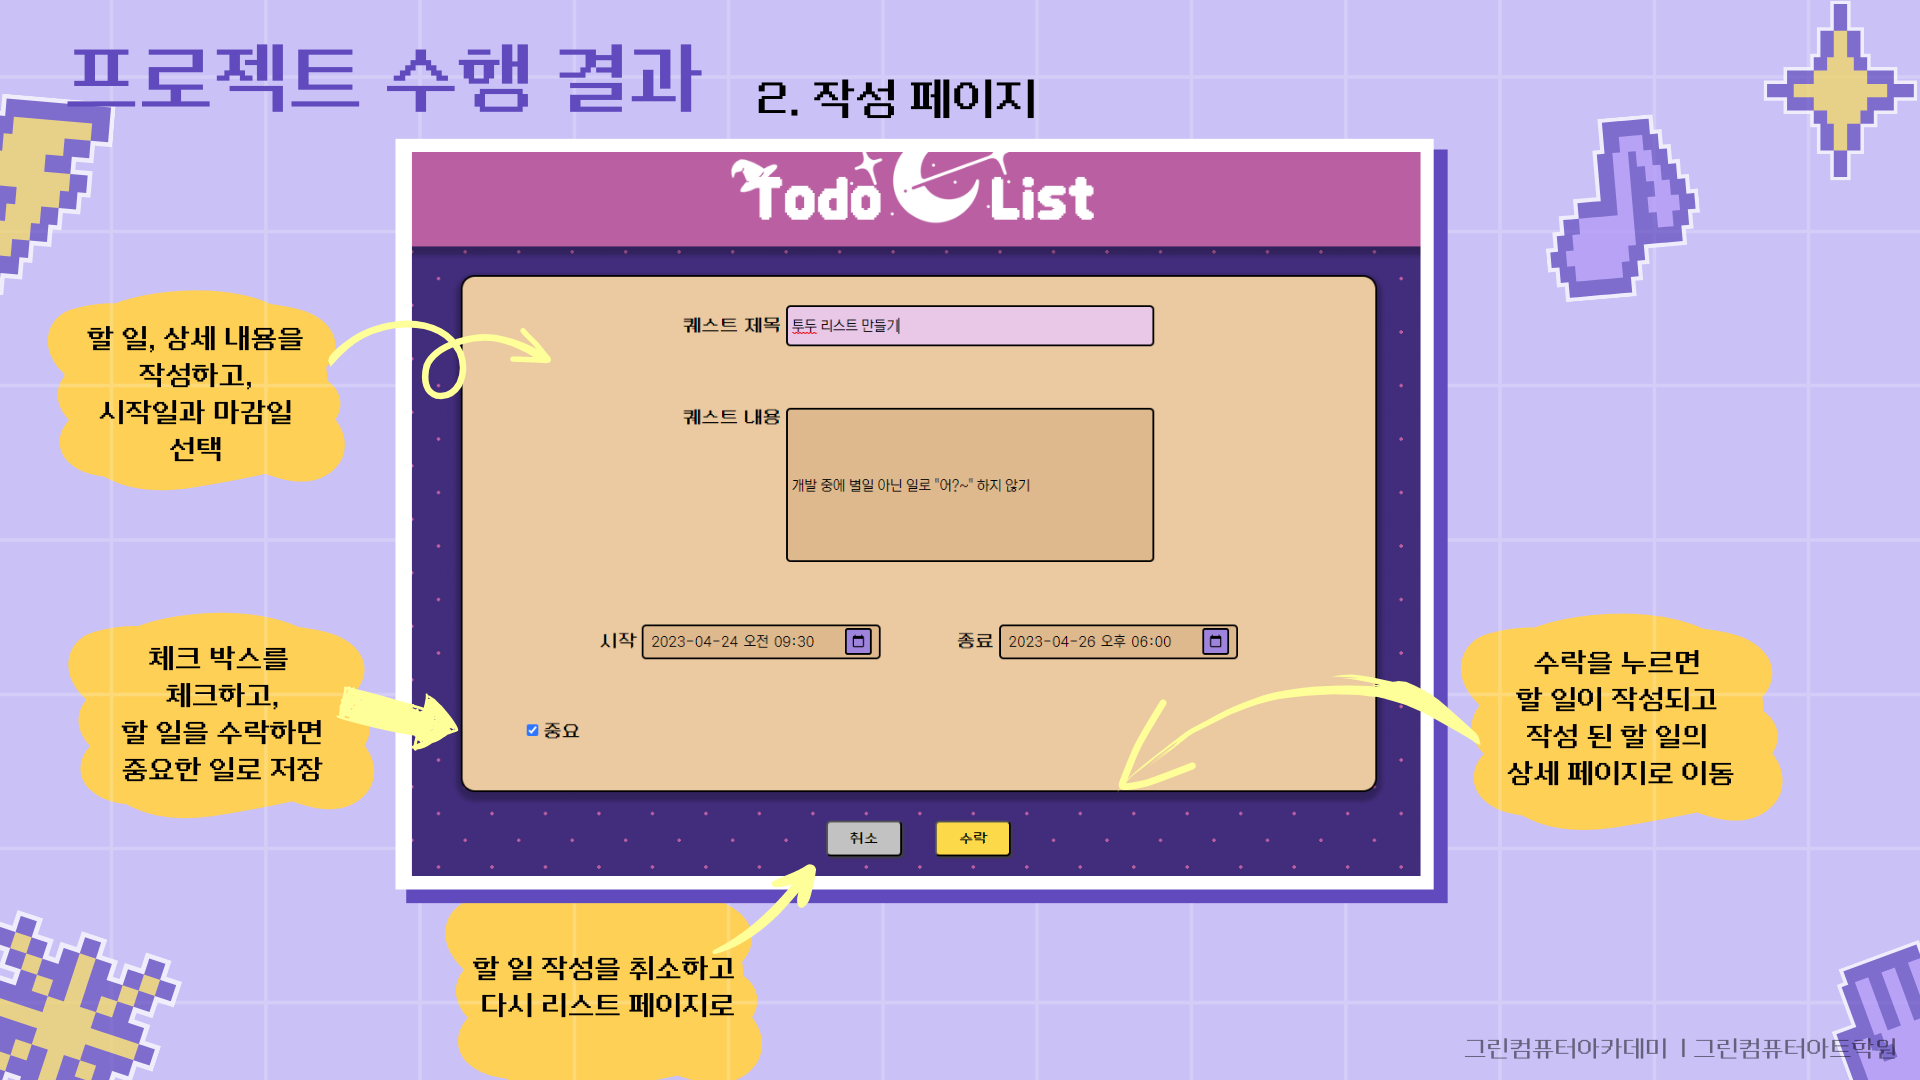 프로젝트 수행 결과
2. 작성 페이지
Todo List
할 일, 상세 내용을
작성하고,
시작일과 마감일
선택
퀘스트 제목
투두 리스트 만들기
퀘스트 내용
개발 중에 별일 아닌 일로 "어?~" 하지 않기
시작
2023-04-24 오전 09:30
종료
2023-04-26 오후 06:00
체크 박스를
체크하고,
할 일을 수락하면
중요한 일로 저장
중요
수락을 누르면
할 일이 작성되고
작성 된 할 일의
상세 페이지로 이동
취소
수락
할 일 작성을 취소하고
다시 리스트 페이지로
그린컴퓨터아카데미 | 그린컴퓨터아트학원